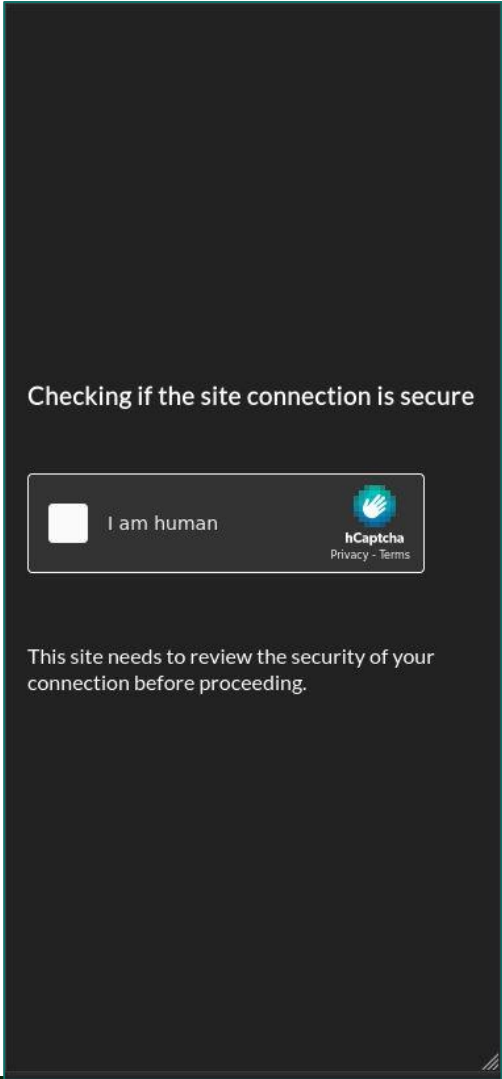 Checking if the site connection is secure
I am human
hCaptcha
Privacy - Terms
This site needs to review the security of your
connection before proceeding.